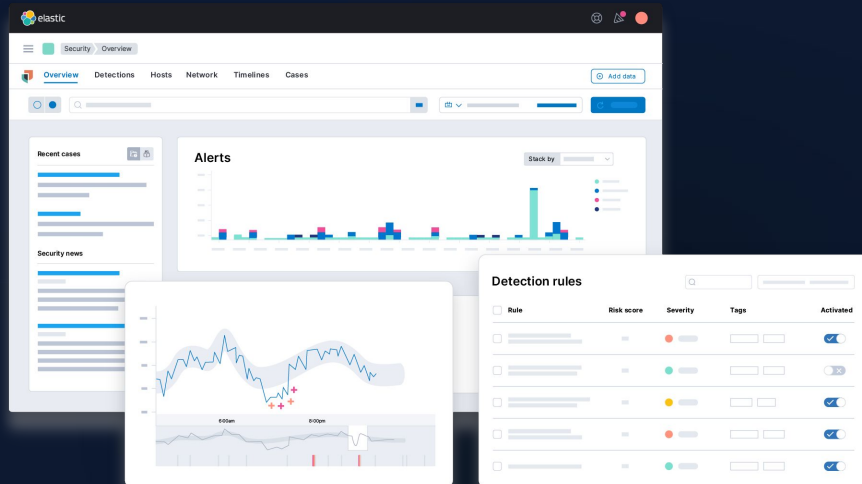 elastic
Security Overview
Overview Detections Hosts Network Timelines Cases
Add data
Recent cases
Alerts
Stack by
Security news
Detection rules
Rule Risk score Severity Tags Activated
6:00am 8:00pm